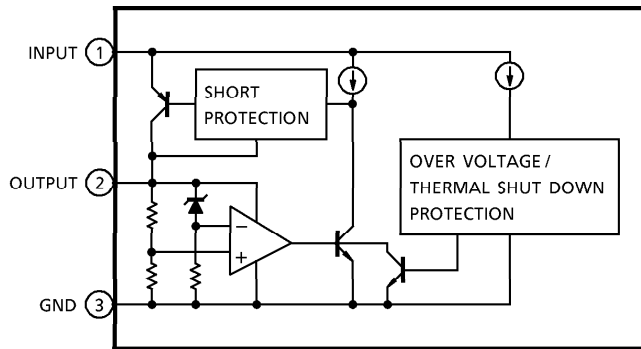 INPUT 1
SHORT
PROTECTION
OVER VOLTAGE /
THERMAL SHUT DOWN
PROTECTION
OUTPUT 2
−
+
GND 3